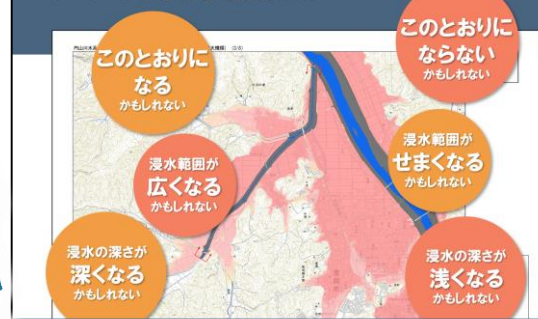 このとおりに
なる
かもしれない
このとおりに
ならない
かもしれない
浸水範囲が
広くなる
かもしれない
浸水範囲が
せまくなる
かもしれない
浸水の深さが
深くなる
かもしれない
浸水の深さが
浅くなる
かもしれない